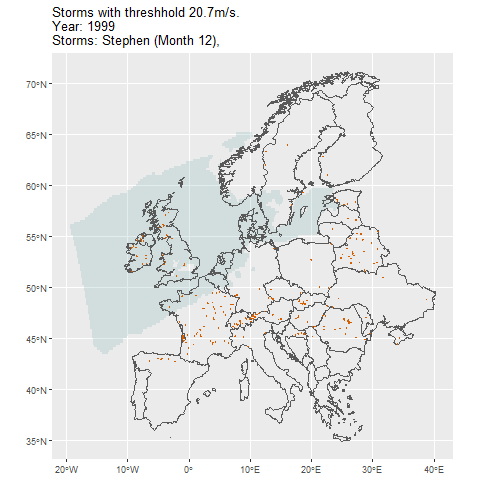 Storms with threshhold 20.7m/s.
Year: 1999
Storms: Stephen (Month 12),
70°N
65°N
60°N
55°N
50°N
45°N
40°N
35°N
20°W
10°W
0°
10°E
20°E
30°E
40°E